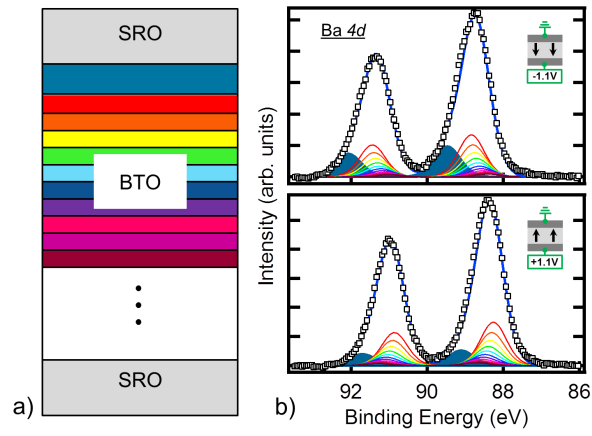 SRO
BTO
SRO
a)
Ba 4d
-1.1V
+1.1V
Intensity (arb. units)
92
90
88
86
Binding Energy (eV)
b)